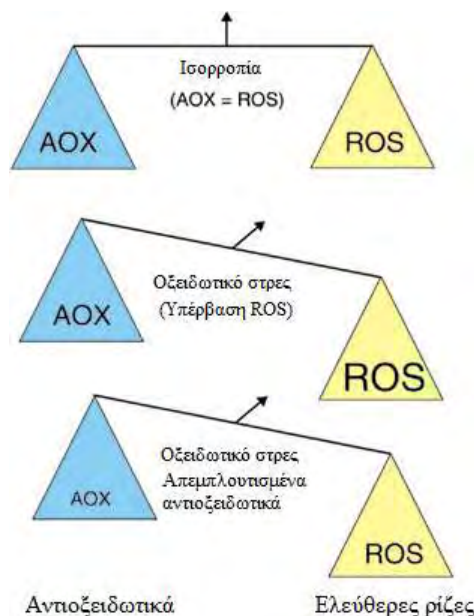 Ισορροπία
(AOX = ROS)
AOX
ROS
Οξειδωτικό στρες
(Υπέρβαση ROS)
AOX
ROS
Οξειδωτικό στρες
Απεμπλουτισμένα
αντιοξειδωτικά
AOX
ROS
Αντιοξειδωτικά
Ελεύθερες ρίζες